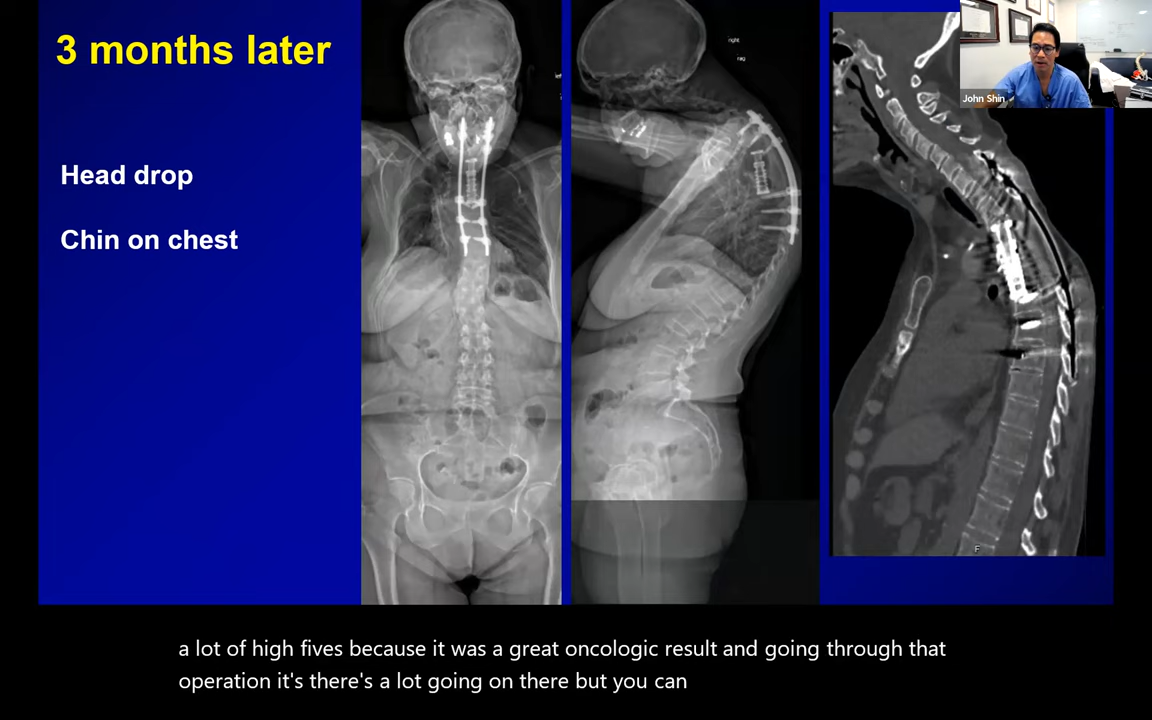 3 months later
Head drop
Chin on chest
John Shin
right
F
a lot of high fives because it was a great oncologic result and going through that
operation it's there's a lot going on there but you can